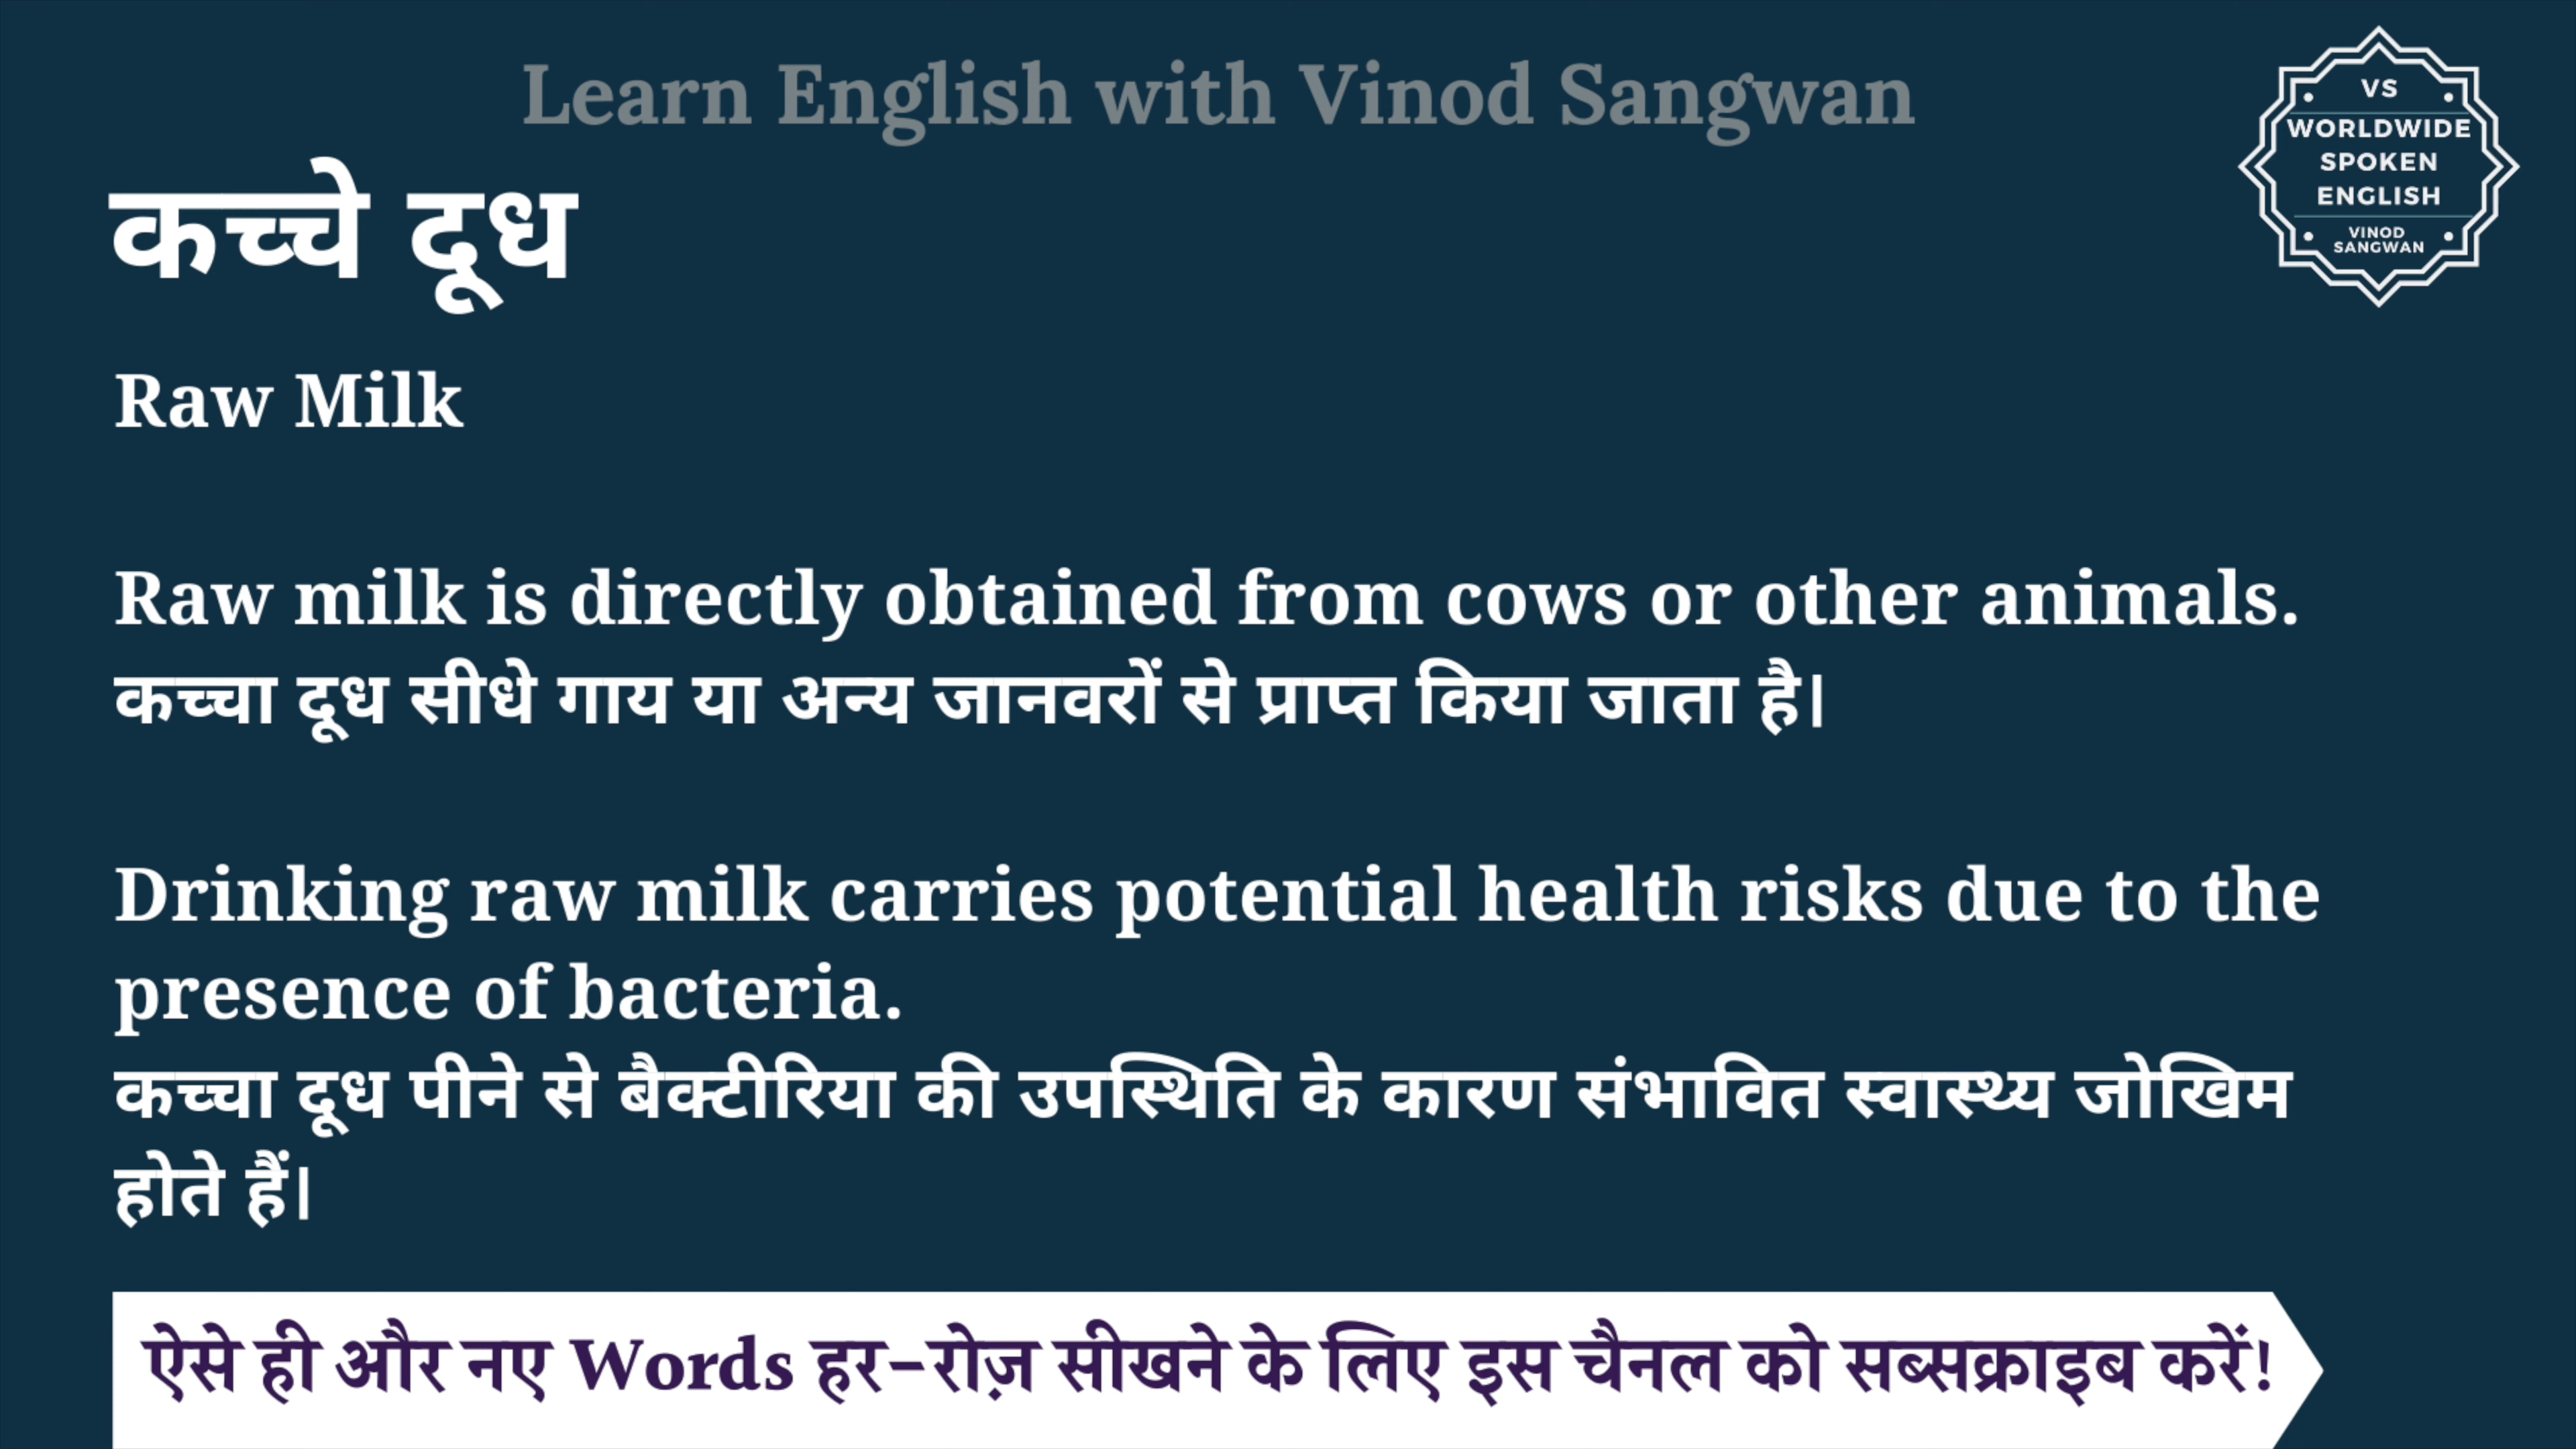 Learn English with Vinod Sangwan
VS
WORLDWIDE
SPOKEN
ENGLISH
VINOD
SANGWAN
कच्चे दूध
Raw Milk
Raw milk is directly obtained from cows or other animals.
कच्चा दूध सीधे गाय या अन्य जानवरों से प्राप्त किया जाता है।
Drinking raw milk carries potential health risks due to the
presence of bacteria.
कच्चा दूध पीने से बैक्टीरिया की उपस्थिति के कारण संभावित स्वास्थ्य जोखिम
होते हैं।
ऐसे ही और नए Words हर-रोज़ सीखने के लिए इस चैनल को सब्सक्राइब करें!